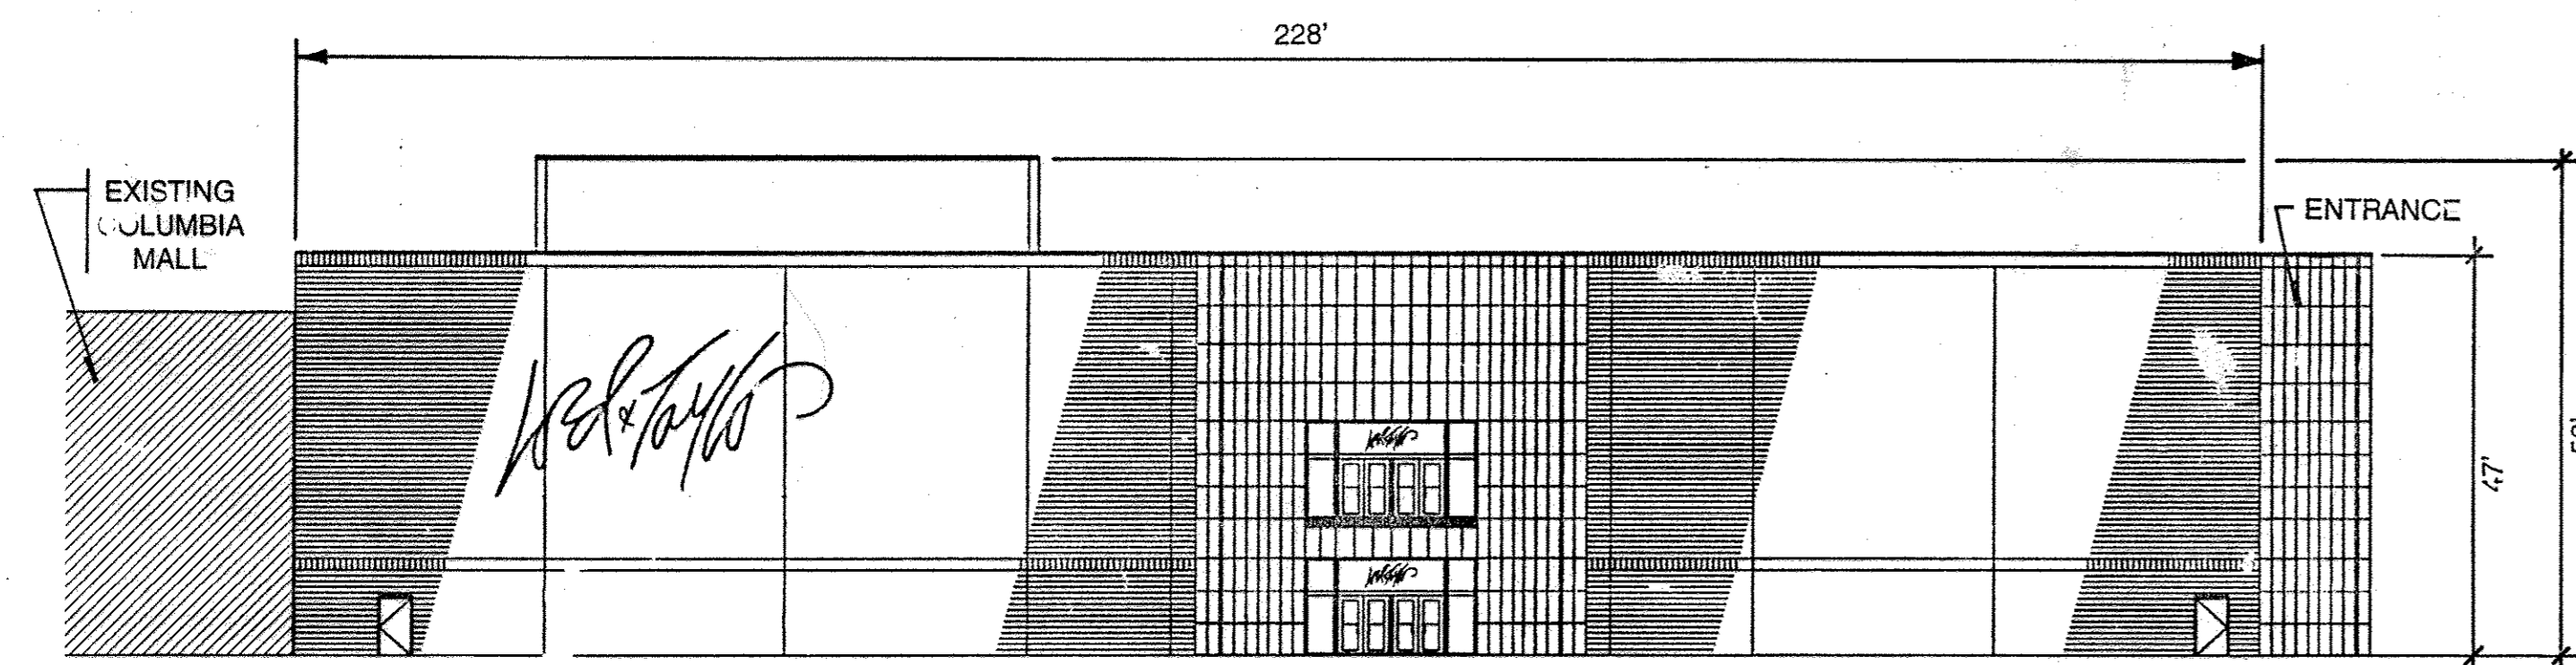 228'
EXISTING
COLUMBIA
MALL
ENTRANCE
Lord & Taylor
47'